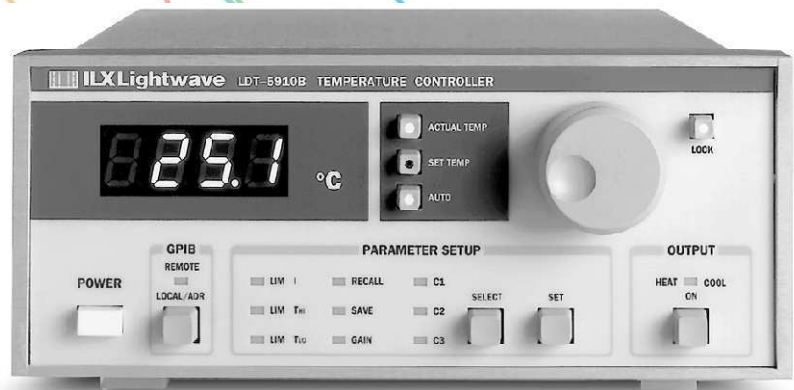 ILX Lightwave LDT-5910B TEMPERATURE CONTROLLER
25.1 °C
ACTUAL TEMP
SET TEMP
AUTO
LOCK
POWER
GPIB
REMOTE
LOCAL/ADR
PARAMETER SETUP
LIM I RECALL C1
LIM THI SAVE C2
LIM TLO GAIN C3
SELECT SET
OUTPUT
HEAT COOL
ON